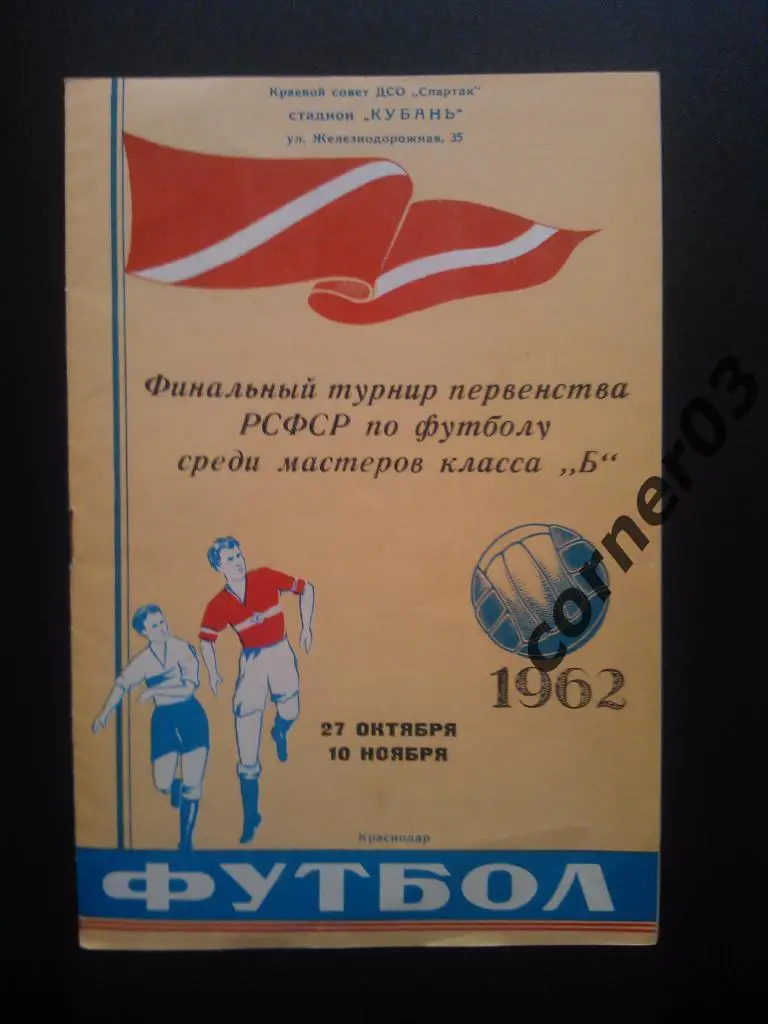 Краевой совет ДСО „Спартак"
стадион „КУБАНЬ"
ул. Железнодорожная, 35
Финальный турнир первенства
РСФСР по футболу
среди мастеров класса „Б"
1962
27 ОКТЯБРЯ
10 НОЯБРЯ
Краснодар
ФУТБОЛ
corner03